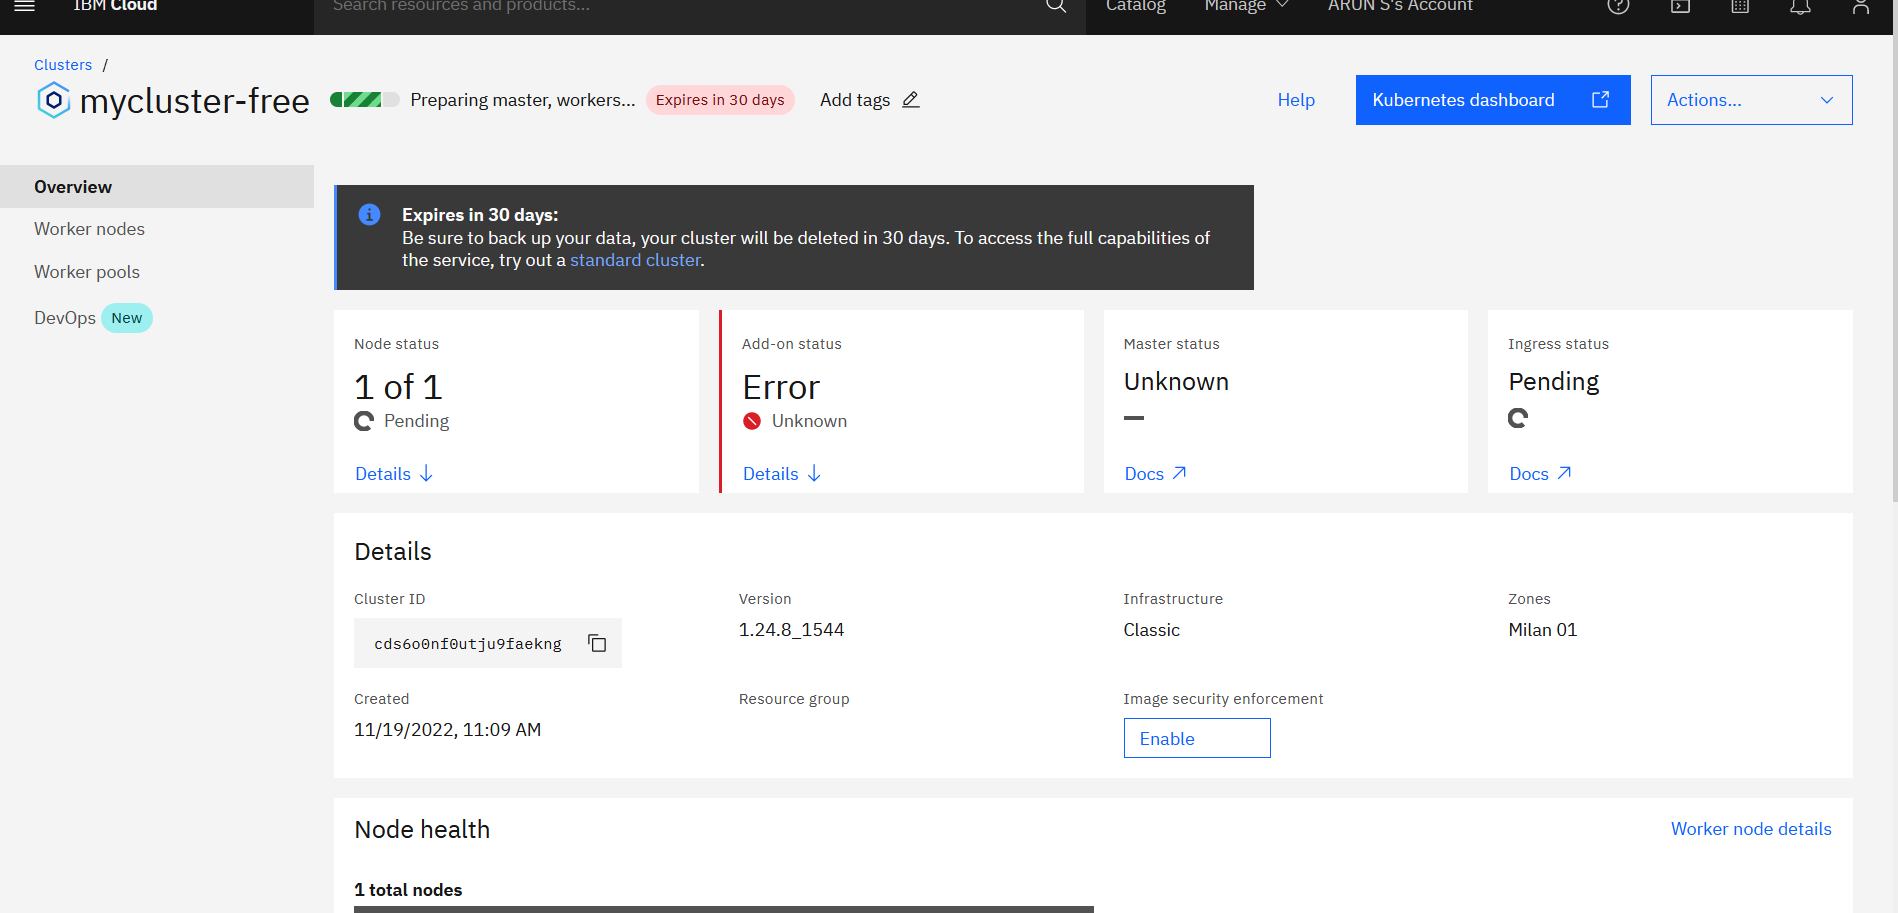 IBM Cloud
Search resources and products...
Catalog
Manage
ARUN S's Account
Clusters /
mycluster-free
Preparing master, workers...
Expires in 30 days
Add tags
Help
Kubernetes dashboard
Actions...
Overview
Worker nodes
Worker pools
DevOps New
Expires in 30 days:
Be sure to back up your data, your cluster will be deleted in 30 days. To access the full capabilities of
the service, try out a standard cluster.
Node status
1 of 1
Pending
Details
Add-on status
Error
Unknown
Details
Master status
Unknown
Docs
Ingress status
Pending
Docs
Details
Cluster ID
cds6o0nf0utju9faekng
Version
1.24.8_1544
Infrastructure
Classic
Zones
Milan 01
Created
11/19/2022, 11:09 AM
Resource group
Image security enforcement
Enable
Node health
Worker node details
1 total nodes